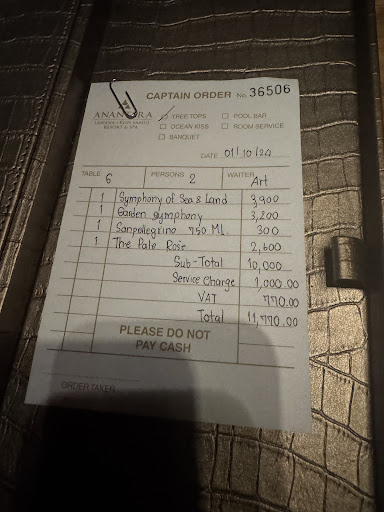 CAPTAIN ORDER No. 36506
ANANTARA
RESORT & SPA
TREE TOPS
POOL BAR
OCEAN KISS
ROOM SERVICE
BANQUET
DATE 01/10/24
TABLE 6 PERSONS 2 WAITER Art
1 Symphony of Sea & Land 3,900
1 Garden symphony 3,200
1 Sanpellegrino 750 ML. 300
1 The Pale Rose 2,600
Sub-Total 10,000
Service Charge 1,000.00
VAT 770.00
Total 11,770.00
PLEASE DO NOT
PAY CASH
ORDER TAKER